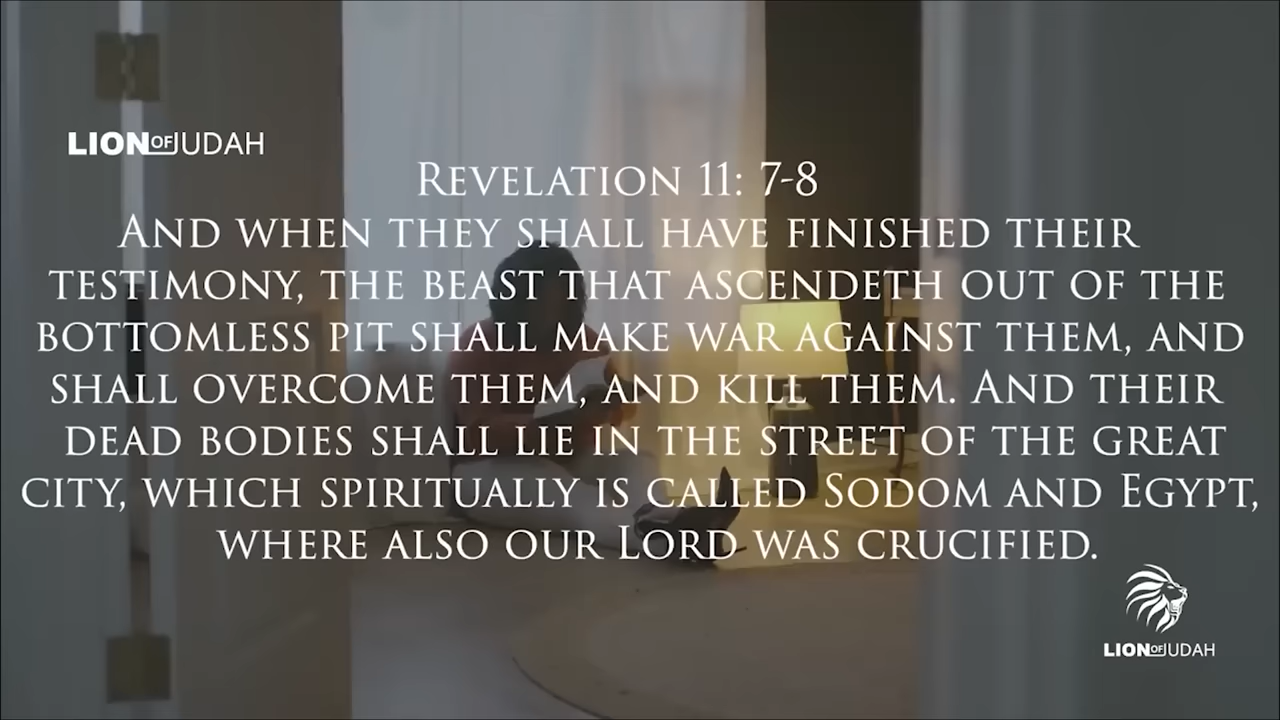 LION OF JUDAH
REVELATION 11: 7-8
AND WHEN THEY SHALL HAVE FINISHED THEIR
TESTIMONY, THE BEAST THAT ASCENDETH OUT OF THE
BOTTOMLESS PIT SHALL MAKE WAR AGAINST THEM, AND
SHALL OVERCOME THEM, AND KILL THEM. AND THEIR
DEAD BODIES SHALL LIE IN THE STREET OF THE GREAT
CITY, WHICH SPIRITUALLY IS CALLED SODOM AND EGYPT,
WHERE ALSO OUR LORD WAS CRUCIFIED.
LION OF JUDAH